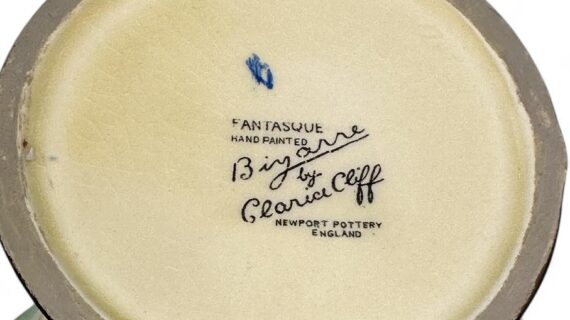 FANTASQUE
HAND PAINTED
Bizarre
by
Clarice Cliff
NEWPORT POTTERY
ENGLAND